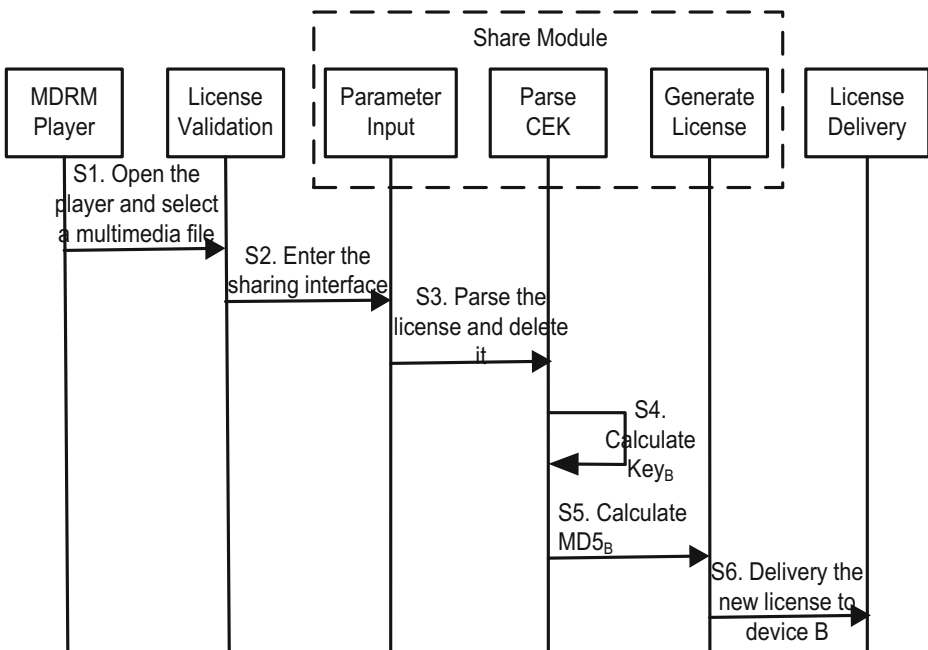 Share Module
MDRM
Player
License
Validation
Parameter
Input
Parse
CEK
Generate
License
License
Delivery
S1. Open the
player and select
a multimedia file
S2. Enter the
sharing interface
S3. Parse the
license and delete
it
S4.
Calculate
Key_B
S5. Calculate
MD5_B
S6. Delivery the
new license to
device B